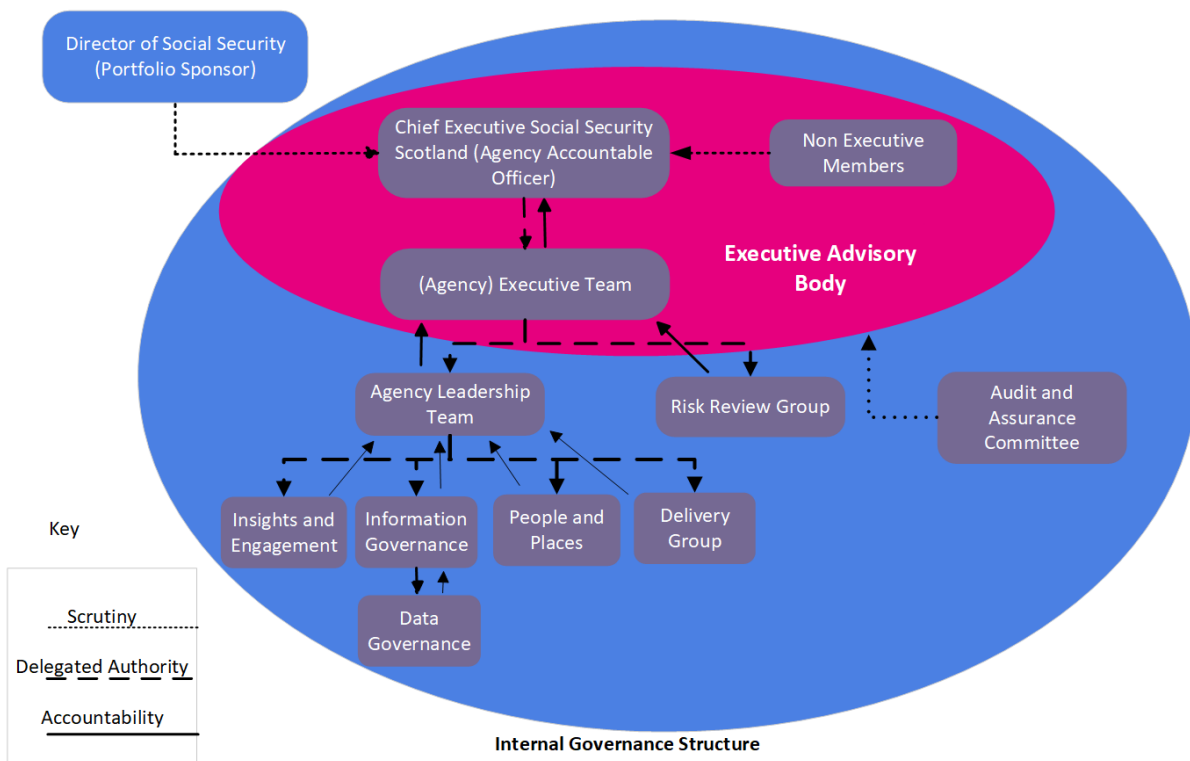 Director of Social Security
(Portfolio Sponsor)
Chief Executive Social Security
Scotland (Agency Accountable
Officer)
Non Executive
Members
Executive Advisory
Body
(Agency) Executive Team
Agency Leadership
Team
Risk Review Group
Audit and
Assurance
Committee
Insights and
Engagement
Information
Governance
People and
Places
Delivery
Group
Data
Governance
Key
Scrutiny
Delegated Authority
Accountability
Internal Governance Structure